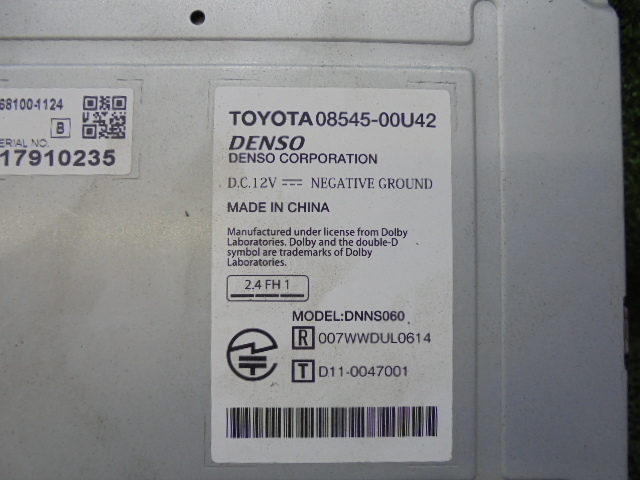 68100-1124
B
ERIAL NO.
17910235
TOYOTA 08545-00U42
DENSO
DENSO CORPORATION
D.C.12V NEGATIVE GROUND
MADE IN CHINA
Manufactured under license from Dolby
Laboratories. Dolby and the double-D
symbol are trademarks of Dolby
Laboratories.
2.4 FH 1
MODEL:DNNS060
R 007WWDUL0614
T D11-0047001